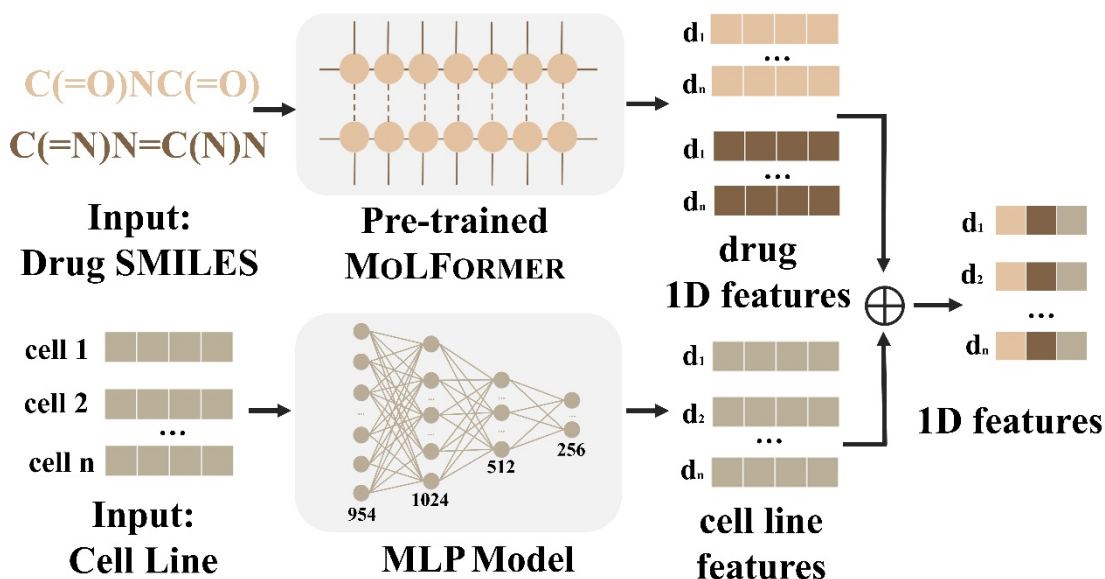 C(=O)NC(=O)
C(=N)N=C(N)N
Input:
Drug SMILES
Pre-trained
MOLFORMER
d1
...
dn
d1
...
dn
drug
1D features
cell 1
cell 2
...
cell n
Input:
Cell Line
...
...
...
...
954
1024
512
256
MLP Model
d1
d2
...
dn
cell line
features
d1
d2
...
dn
1D features